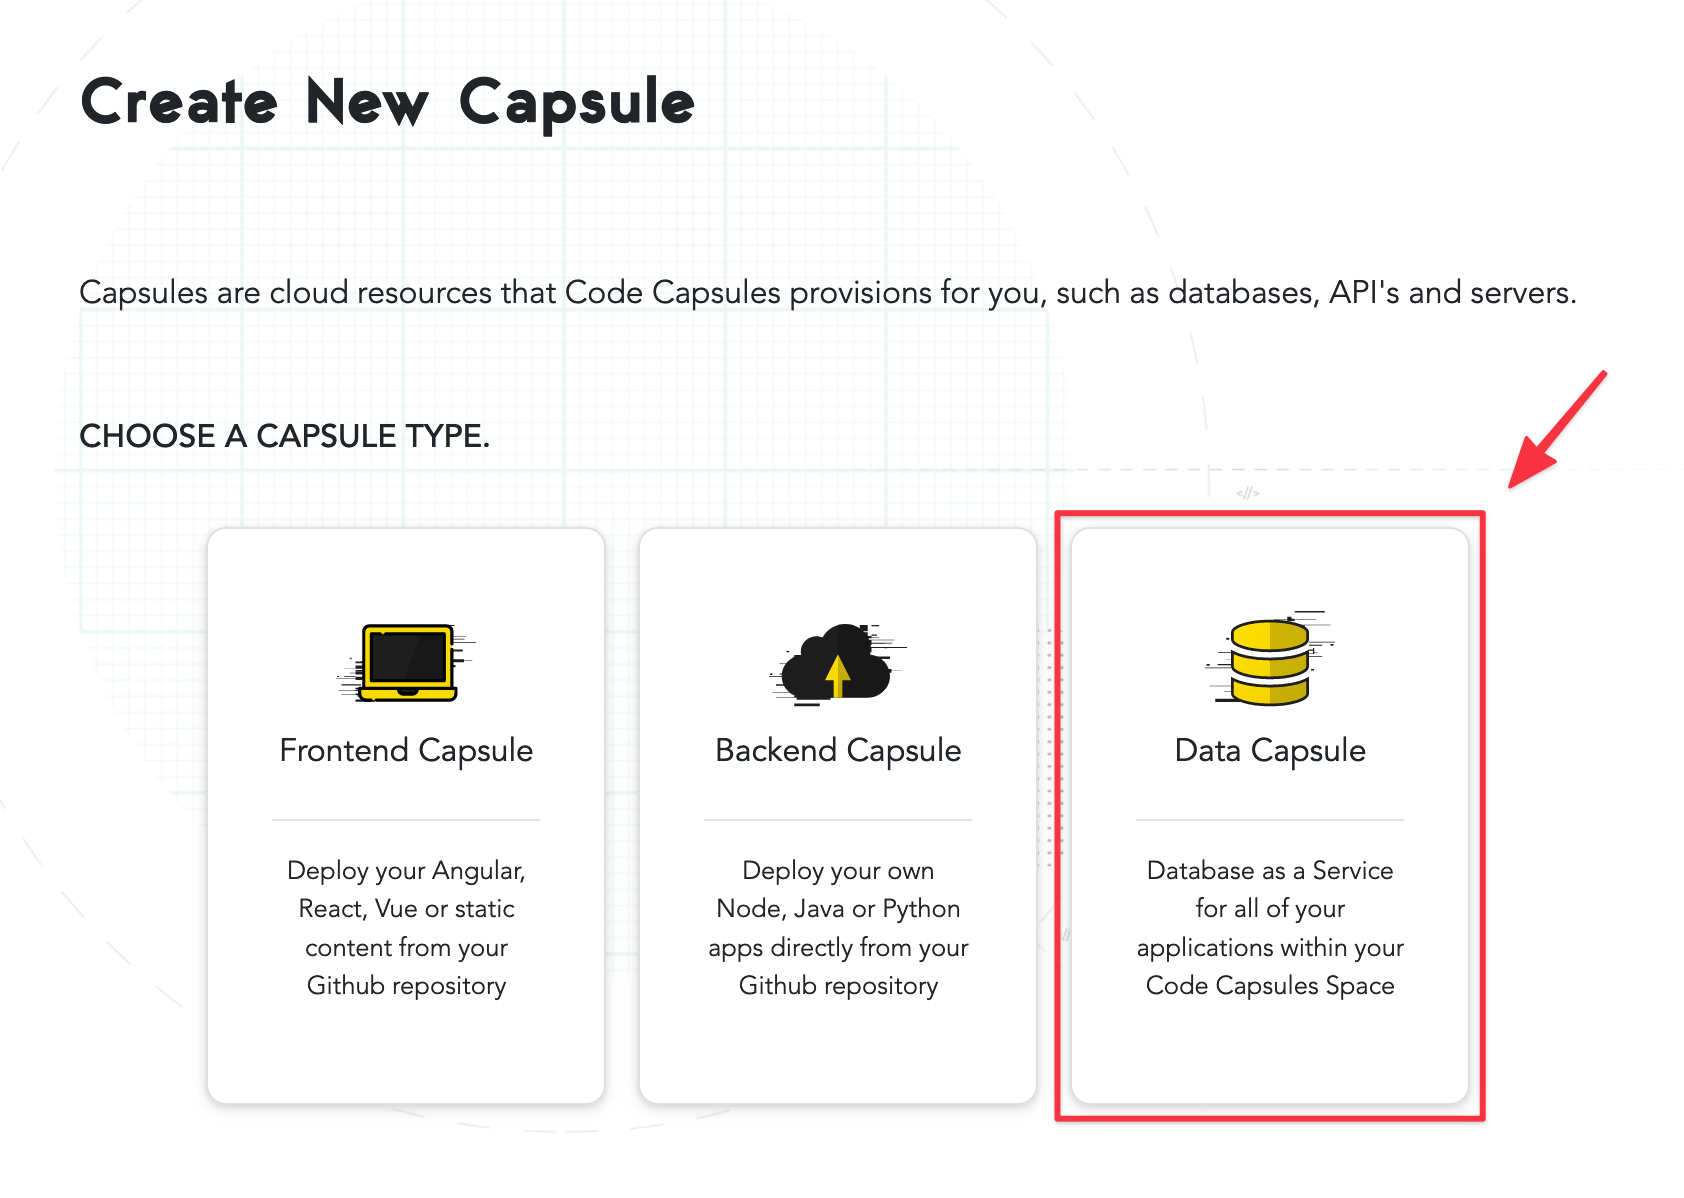 Create New Capsule
Capsules are cloud resources that Code Capsules provisions for you, such as databases, API's and servers.
CHOOSE A CAPSULE TYPE.
</>
Frontend Capsule
Deploy your Angular,
React, Vue or static
content from your
Github repository
Backend Capsule
Deploy your own
Node, Java or Python
apps directly from your
Github repository
Data Capsule
Database as a Service
for all of your
applications within your
Code Capsules Space